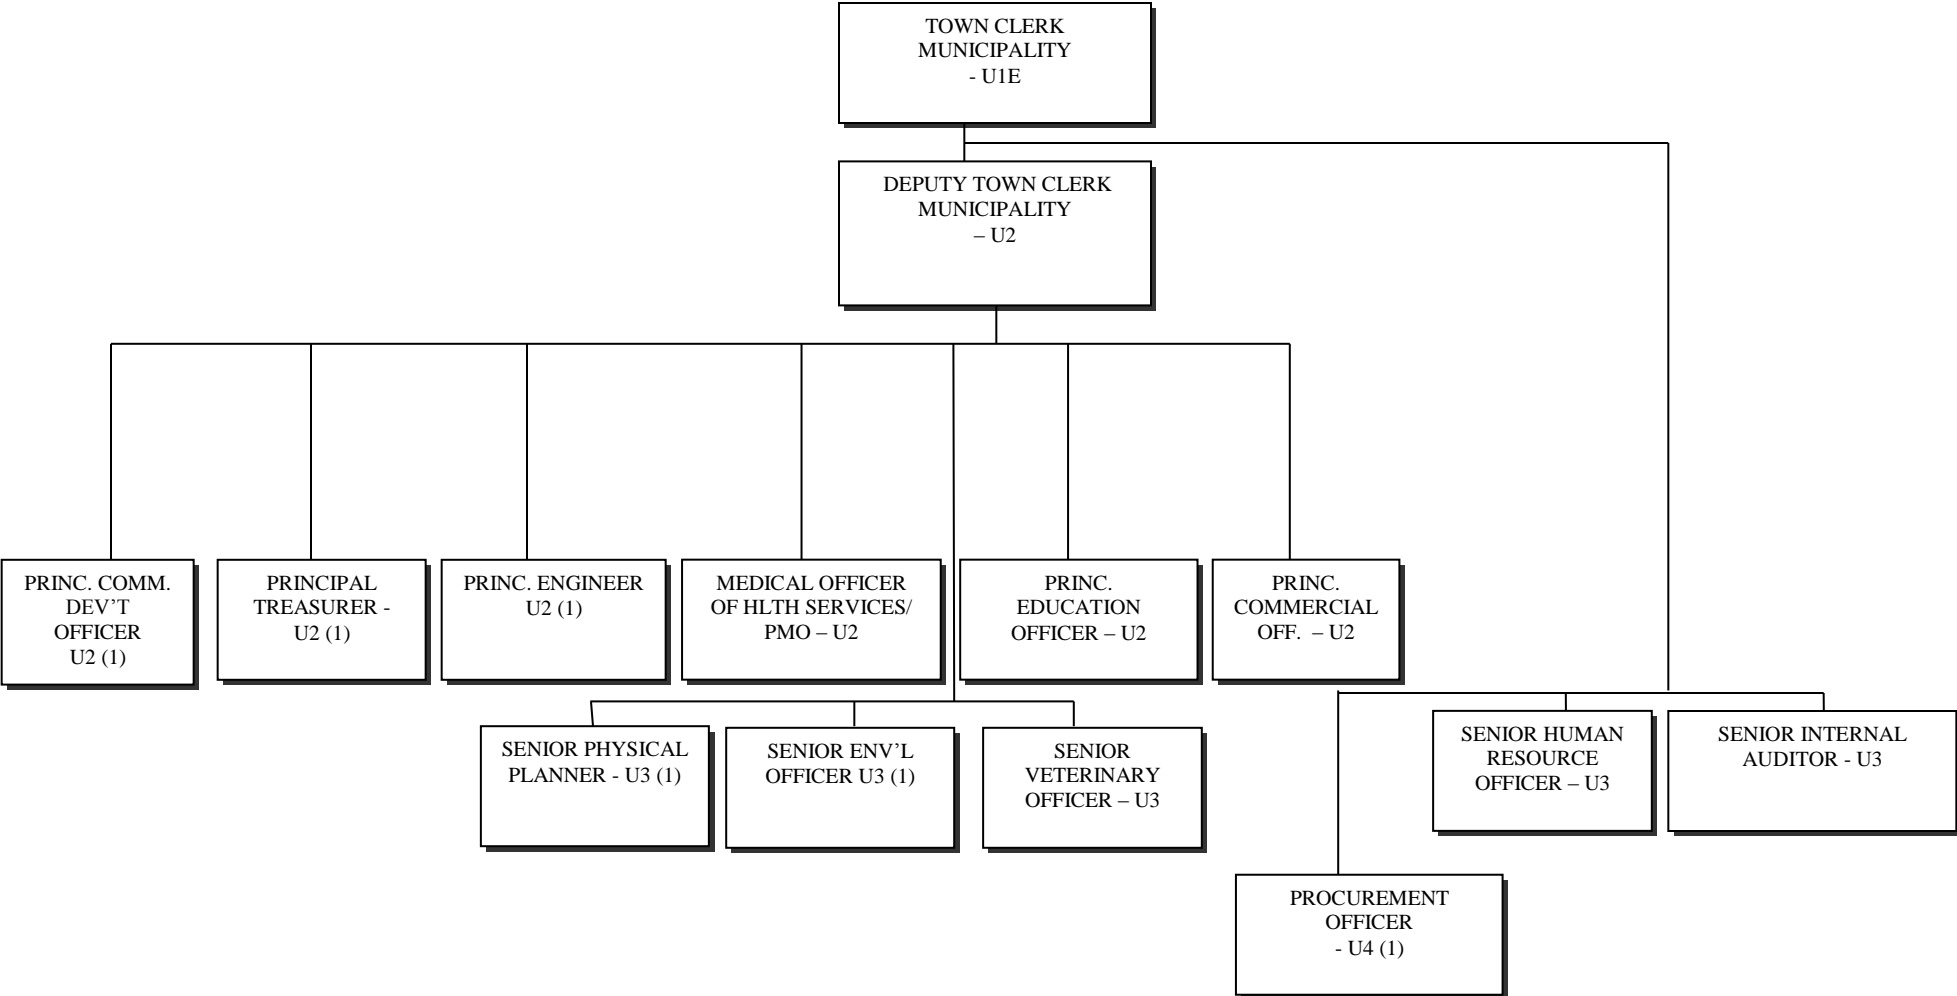 TOWN CLERK
MUNICIPALITY
- U1E
DEPUTY TOWN CLERK
MUNICIPALITY
– U2
PRINC. COMM.
DEV’T
OFFICER
U2 (1)
PRINCIPAL
TREASURER -
U2 (1)
PRINC. ENGINEER
U2 (1)
MEDICAL OFFICER
OF HLTH SERVICES/
PMO – U2
PRINC.
EDUCATION
OFFICER – U2
PRINC.
COMMERCIAL
OFF. – U2
SENIOR PHYSICAL
PLANNER - U3 (1)
SENIOR ENV’L
OFFICER U3 (1)
SENIOR
VETERINARY
OFFICER – U3
SENIOR HUMAN
RESOURCE
OFFICER – U3
SENIOR INTERNAL
AUDITOR - U3
PROCUREMENT
OFFICER
- U4 (1)